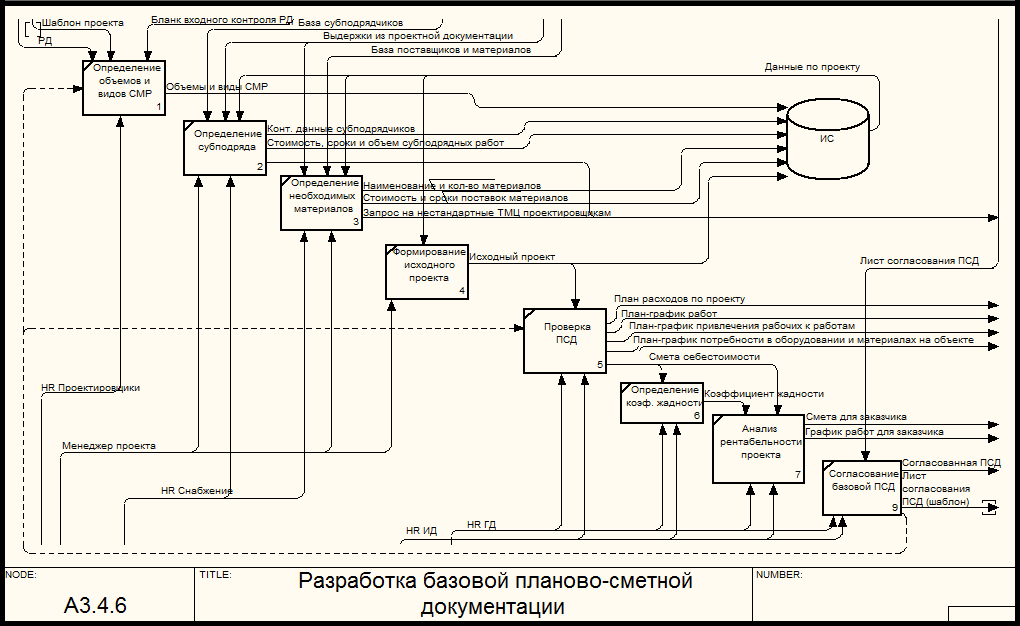 Шаблон проекта
Бланк входного контроля РД
База субподрядчиков
РД
Выдержки из проектной документации
База поставщиков и материалов
Данные по проекту
Определение
объемов и
видов СМР
1
Объемы и виды СМР
ИС
Определение
субподряда
2
Конт. данные субподрядчиков
Стоимость, сроки и объем субподрядных работ
Определение
необходимых
материалов
3
Наименование и кол-во материалов
Стоимость и сроки поставок материалов
Запрос на нестандартные ТМЦ проектировщикам
Формирование
исходного
проекта
4
Исходный проект
Лист согласования ПСД
Проверка
ПСД
5
План расходов по проекту
План-график работ
План-график привлечения рабочих к работам
План-график потребности в оборудовании и материалах на объекте
Смета себестоимости
HR Проектировщики
Определение
коэф. жадности
6
Коэффициент жадности
Анализ
рентабельности
проекта
7
Смета для заказчика
График работ для заказчика
Менеджер проекта
Согласование
базовой ПСД
9
Согласованная ПСД
Лист
согласования
ПСД (шаблон)
HR Снабжение
HR ИД
HR ГД
NODE:
A3.4.6
TITLE:
Разработка базовой планово-сметной
документации
NUMBER: